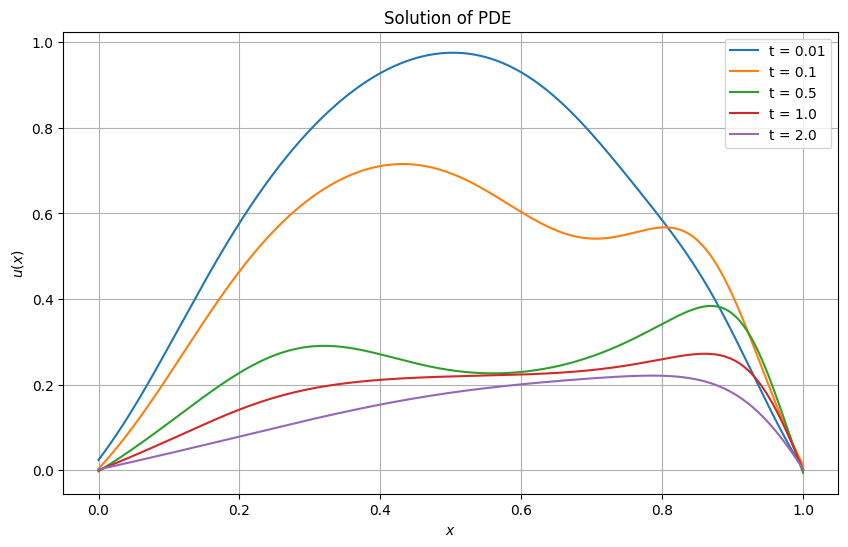 Solution of PDE
t = 0.01
t = 0.1
t = 0.5
t = 1.0
t = 2.0
u(x)
1.0
0.8
0.6
0.4
0.2
0.0
0.0 0.2 0.4 0.6 0.8 1.0
x